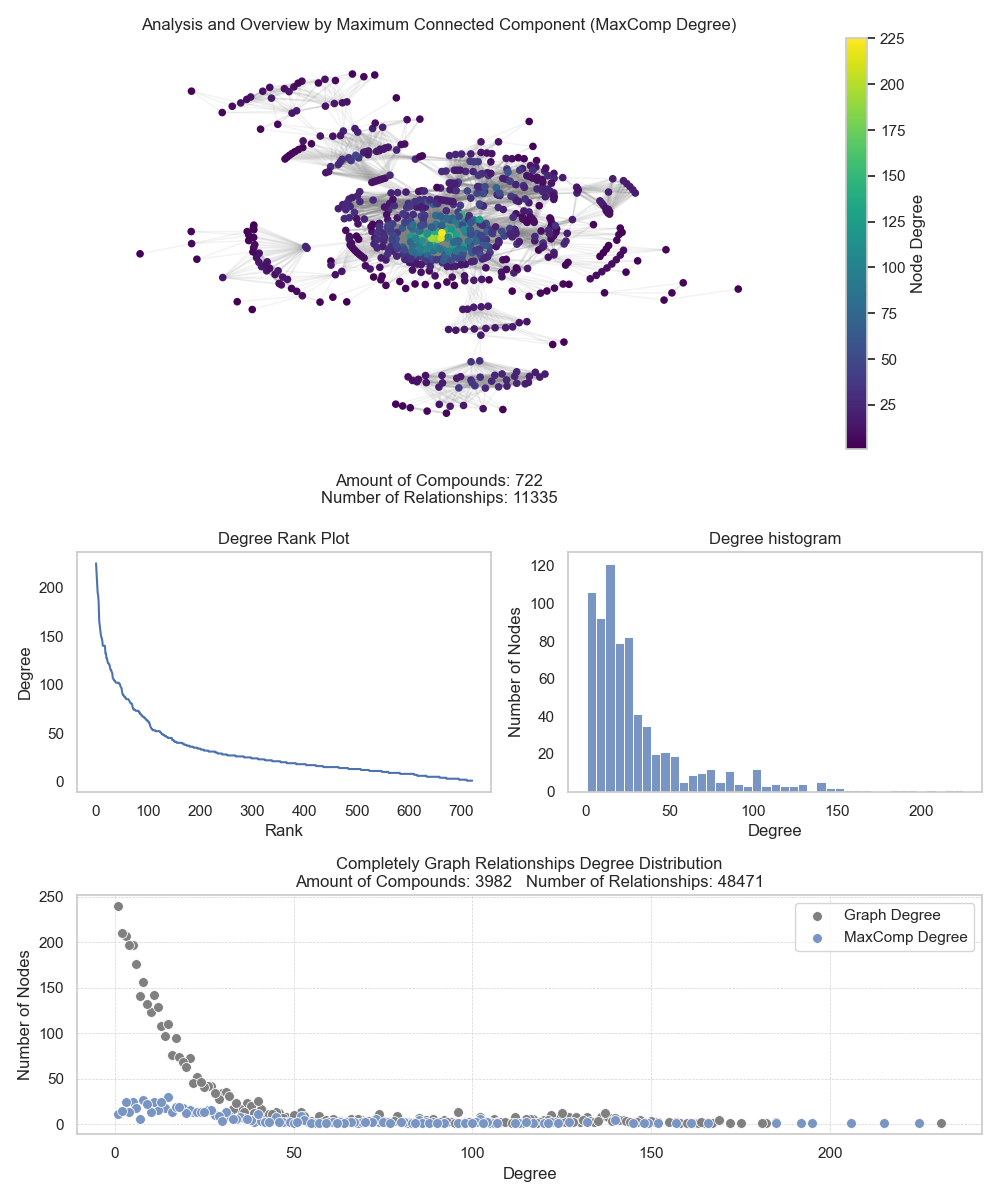 Analysis and Overview by Maximum Connected Component (MaxComp Degree)
225
200
175
150
125
100
75
50
25
Node Degree
Amount of Compounds: 722
Number of Relationships: 11335
Degree Rank Plot
200
150
100
50
0
Degree
0 100 200 300 400 500 600 700
Rank
Degree histogram
120
100
80
60
40
20
0
Number of Nodes
0 50 100 150 200
Degree
Completely Graph Relationships Degree Distribution
Amount of Compounds: 3982 Number of Relationships: 48471
250
200
150
100
50
0
Number of Nodes
Graph Degree
MaxComp Degree
0 50 100 150 200
Degree